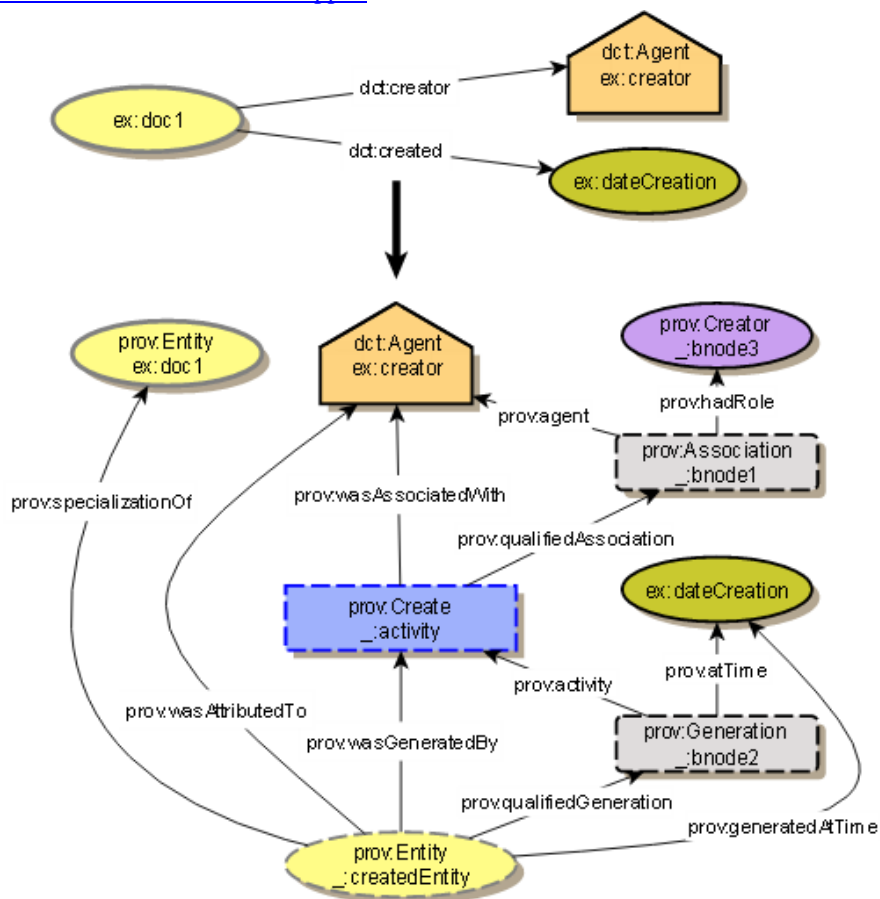 dct:Agent
ex:creator
dct:creator
ex:doc1
dct:created
ex:dateCreation
prov:Entity
ex:doc1
dct:Agent
ex:creator
prov:Creator
_:bnode3
prov:agent
prov:hadRole
prov:Association
_:bnode1
prov:specializationOf
prov:wasAssociatedWith
prov:qualifiedAssociation
prov:Create
_:activity
ex:dateCreation
prov:activity
prov:atTime
prov:wasAttributedTo
prov:wasGeneratedBy
prov:Generation
_:bnode2
prov:qualifiedGeneration
prov:generatedAtTime
prov:Entity
_:createdEntity